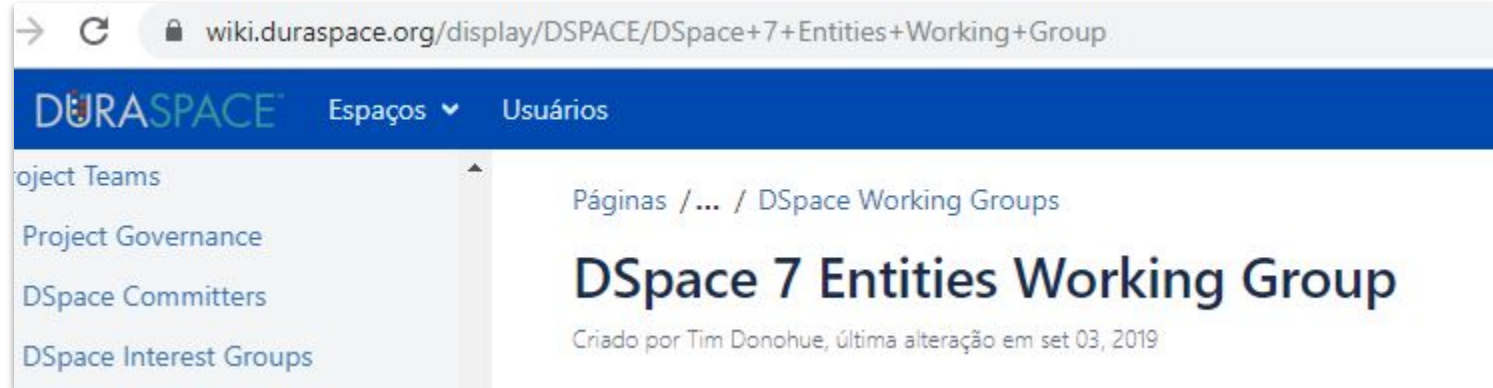 wiki.duraspace.org/display/DSPACE/DSpace+7+Entities+Working+Group
DURASPACE Espaços Usuários
oject Teams
Project Governance
DSpace Committers
DSpace Interest Groups
Páginas /... / DSpace Working Groups
DSpace 7 Entities Working Group
Criado por Tim Donohue, última alteração em set 03, 2019